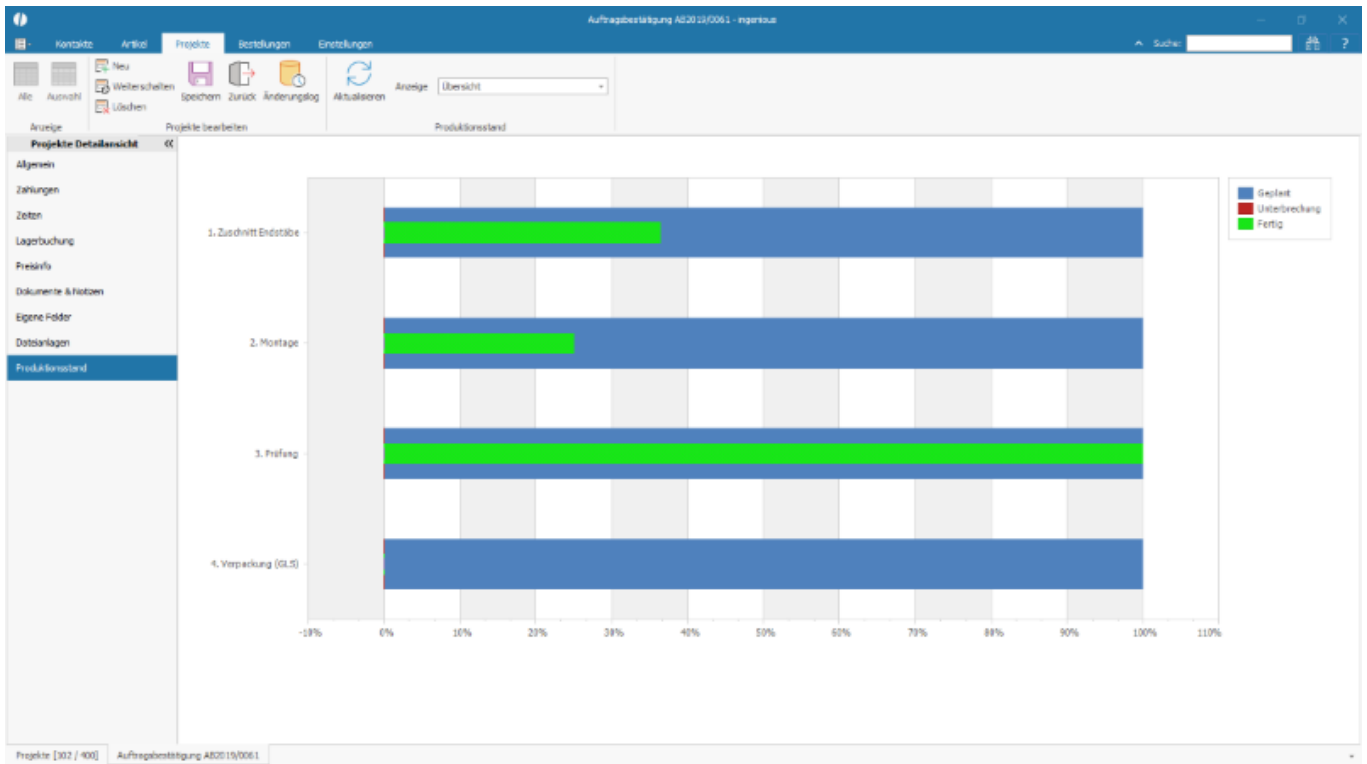 Auftragsbestätigung AB2019/0061 - ingenious
Kontakte Artikel Projekte Bestellungen Einstellungen Suche: ?
Neu
Weiterschalten
Löschen
Alle Auswahl Speichern Zurück Änderungslog Aktualisieren Anzeige Übersicht
Anzeige Projekte bearbeiten Produktionsstand
Projekte Detailansicht
Allgemein
Zahlungen
Zeiten
Lagerbuchung
Preisinfo
Dokumente & Notizen
Eigene Felder
Dateianlagen
Produktionsstand
1. Zuschnitt Endstäbe
2. Montage
3. Prüfung
4. Verpackung (GLS)
-10% 0% 10% 20% 30% 40% 50% 60% 70% 80% 90% 100% 110%
Geplant
Unterbrechung
Fertig
Projekte [302 / 400] Auftragsbestätigung AB2019/0061